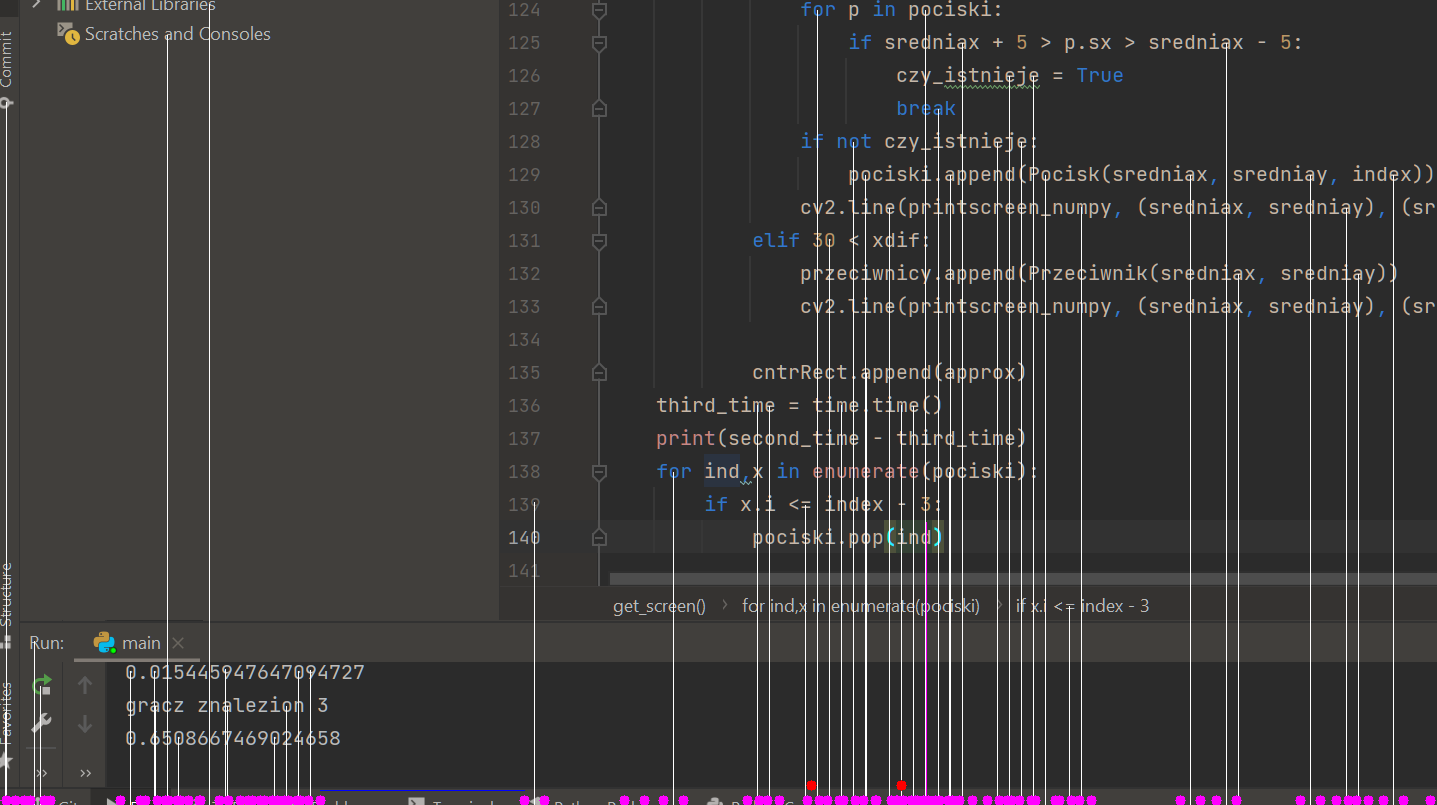 External Libraries
Scratches and Consoles
Commit
Structure
Favorites
124 for p in pociski:
125 if sredniax + 5 > p.sx > sredniax - 5:
126 czy_istnieje = True
127 break
128 if not czy_istnieje:
129 pociski.append(Pocisk(sredniax, sredniay, index))
130 cv2.line(printscreen_numpy, (sredniax, sredniay), (sr
131 elif 30 < xdif:
132 przeciwnicy.append(Przeciwnik(sredniax, sredniay))
133 cv2.line(printscreen_numpy, (sredniax, sredniay), (sr
134
135 cntrRect.append(approx)
136 third_time = time.time()
137 print(second_time - third_time)
138 for ind,x in enumerate(pociski):
139 if x.i <= index - 3:
140 pociski.pop(ind)
141
get_screen() > for ind,x in enumerate(pociski) > if x.i <= index - 3
Run: main ×
0.015445947647094727
gracz znalezion 3
0.6508667469024658
» »